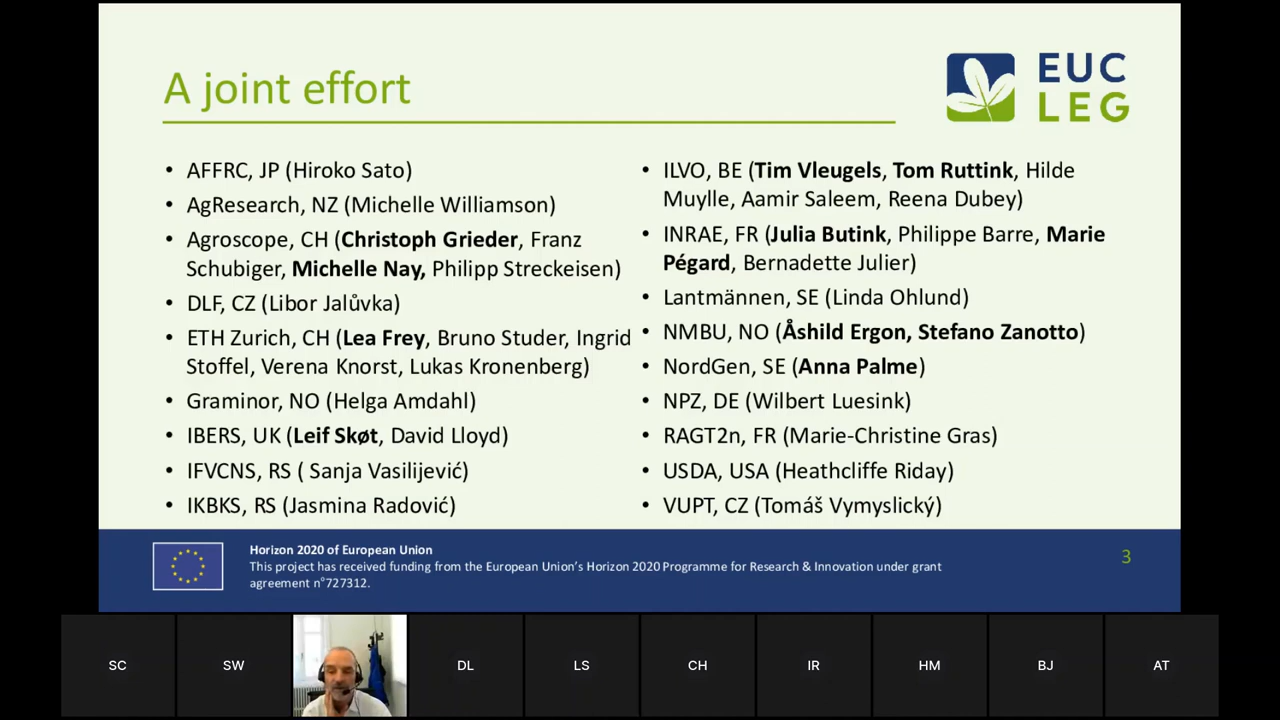 A joint effort
EUC
LEG
• AFFRC, JP (Hiroko Sato)
• AgResearch, NZ (Michelle Williamson)
• Agroscope, CH (Christoph Grieder, Franz
Schubiger, Michelle Nay, Philipp Streckeisen)
• DLF, CZ (Libor Jalůvka)
• ETH Zurich, CH (Lea Frey, Bruno Studer, Ingrid
Stoffel, Verena Knorst, Lukas Kronenberg)
• Graminor, NO (Helga Amdahl)
• IBERS, UK (Leif Skøt, David Lloyd)
• IFVCNS, RS ( Sanja Vasilijević)
• IKBKS, RS (Jasmina Radović)
• ILVO, BE (Tim Vleugels, Tom Ruttink, Hilde
Muylle, Aamir Saleem, Reena Dubey)
• INRAE, FR (Julia Butink, Philippe Barre, Marie
Pégard, Bernadette Julier)
• Lantmännen, SE (Linda Ohlund)
• NMBU, NO (Åshild Ergon, Stefano Zanotto)
• NordGen, SE (Anna Palme)
• NPZ, DE (Wilbert Luesink)
• RAGT2n, FR (Marie-Christine Gras)
• USDA, USA (Heathcliffe Riday)
• VUPT, CZ (Tomáš Vymyslický)
Horizon 2020 of European Union
This project has received funding from the European Union's Horizon 2020 Programme for Research & Innovation under grant
agreement n°727312.
3
SC
SW
DL
LS
CH
IR
HM
BJ
AT